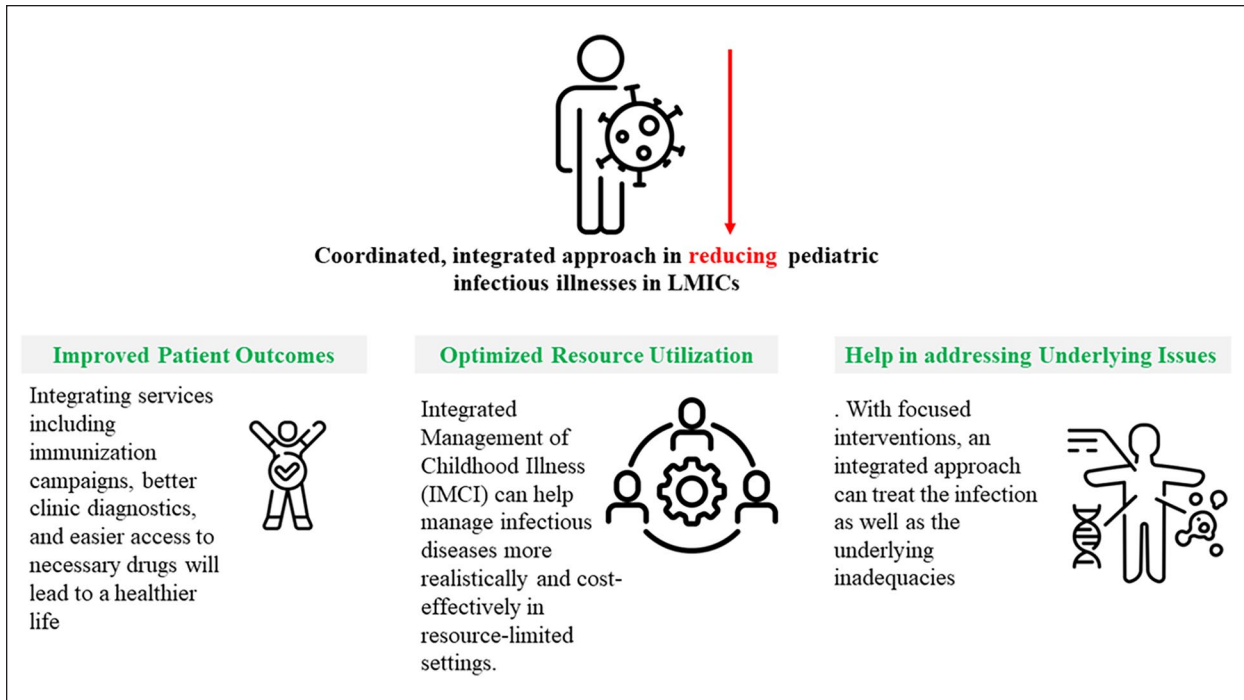 Coordinated, integrated approach in reducing pediatric
infectious illnesses in LMICs
Improved Patient Outcomes
Integrating services
including
immunization
campaigns, better
clinic diagnostics,
and easier access to
necessary drugs will
lead to a healthier
life
Optimized Resource Utilization
Integrated
Management of
Childhood Illness
(IMCI) can help
manage infectious
diseases more
realistically and cost-
effectively in
resource-limited
settings.
Help in addressing Underlying Issues
. With focused
interventions, an
integrated approach
can treat the infection
as well as the
underlying
inadequacies